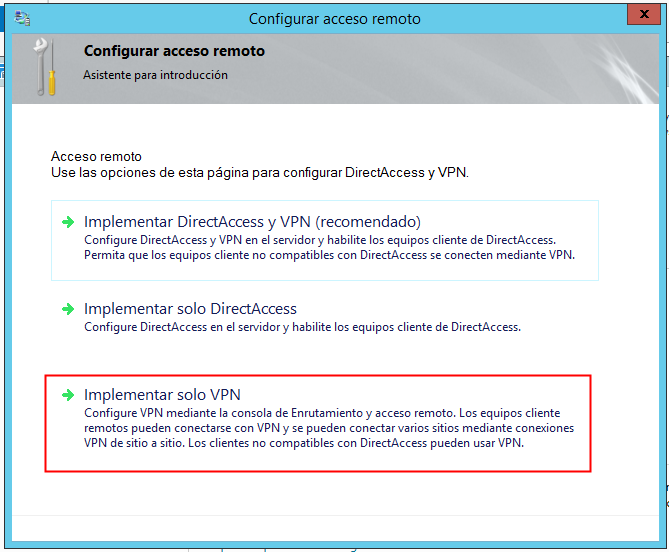 Configurar acceso remoto
x
Configurar acceso remoto
Asistente para introducción
Acceso remoto
Use las opciones de esta página para configurar DirectAccess y VPN.
Implementar DirectAccess y VPN (recomendado)
Configure DirectAccess y VPN en el servidor y habilite los equipos cliente de DirectAccess.
Permita que los equipos cliente no compatibles con DirectAccess se conecten mediante VPN.
Implementar solo DirectAccess
Configure DirectAccess en el servidor y habilite los equipos cliente de DirectAccess.
Implementar solo VPN
Configure VPN mediante la consola de Enrutamiento y acceso remoto. Los equipos cliente
remotos pueden conectarse con VPN y se pueden conectar varios sitios mediante conexiones
VPN de sitio a sitio. Los clientes no compatibles con DirectAccess pueden usar VPN.